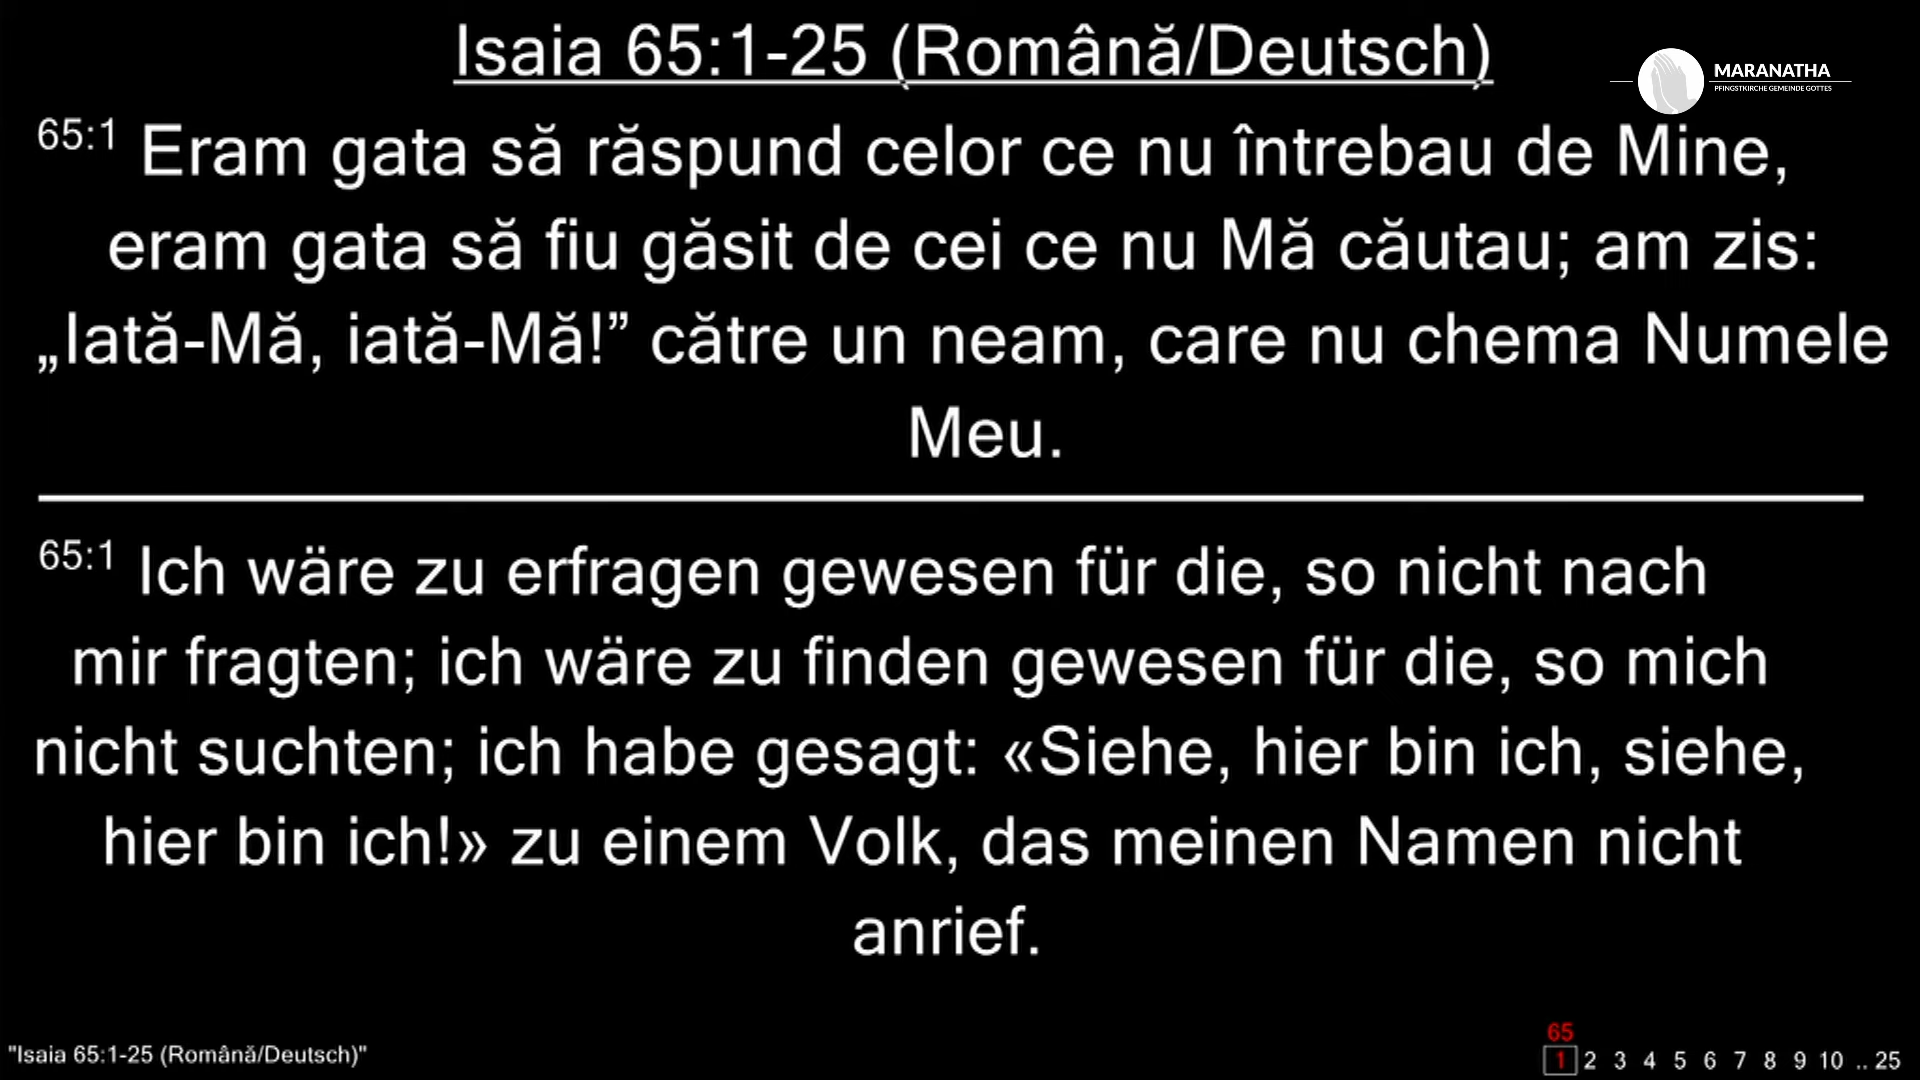 Isaia 65:1-25 (Română/Deutsch)
MARANATHA
PFINGSTKIRCHE GEMEINDE GOTTES
65:1 Eram gata să răspund celor ce nu întrebau de Mine,
eram gata să fiu găsit de cei ce nu Mă căutau; am zis:
„Iată-Mă, iată-Mă!” către un neam, care nu chema Numele
Meu.
65:1 Ich wäre zu erfragen gewesen für die, so nicht nach
mir fragten; ich wäre zu finden gewesen für die, so mich
nicht suchten; ich habe gesagt: «Siehe, hier bin ich, siehe,
hier bin ich!» zu einem Volk, das meinen Namen nicht
anrief.
"Isaia 65:1-25 (Română/Deutsch)"
65
1 2 3 4 5 6 7 8 9 10 .. 25